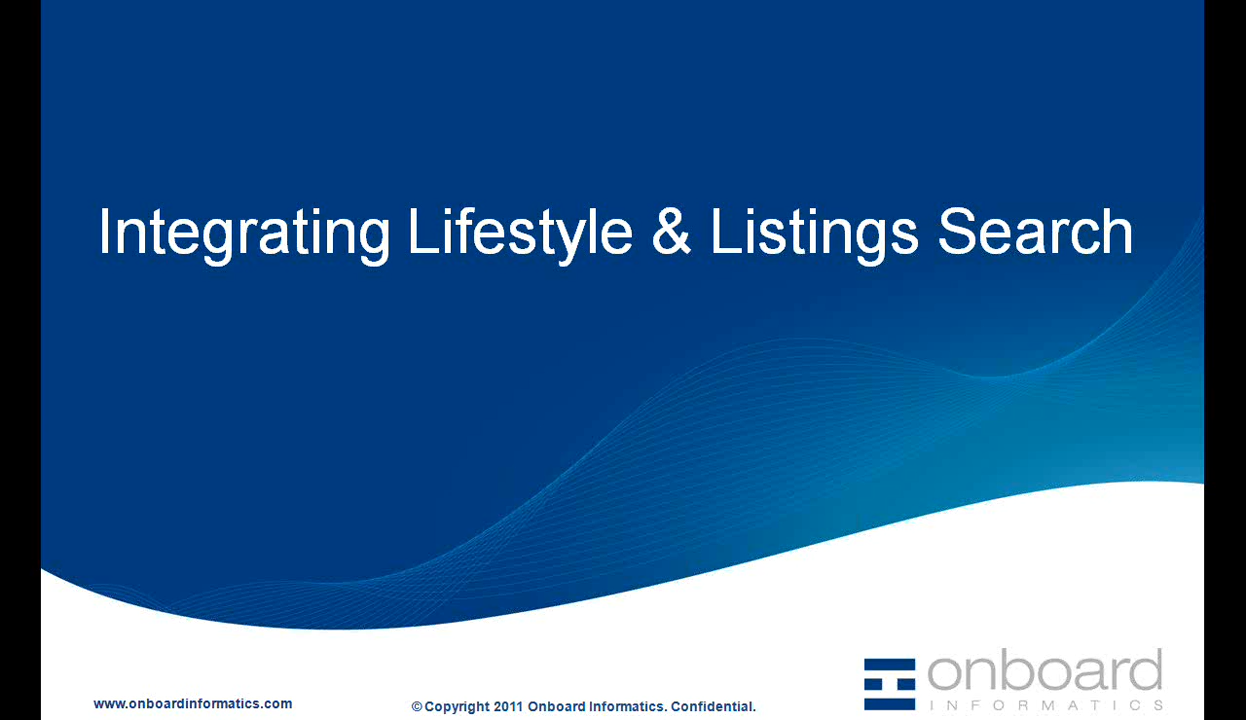 Integrating Lifestyle & Listings Search
onboard
INFORMATICS
www.onboardinformatics.com
© Copyright 2011 Onboard Informatics. Confidential.